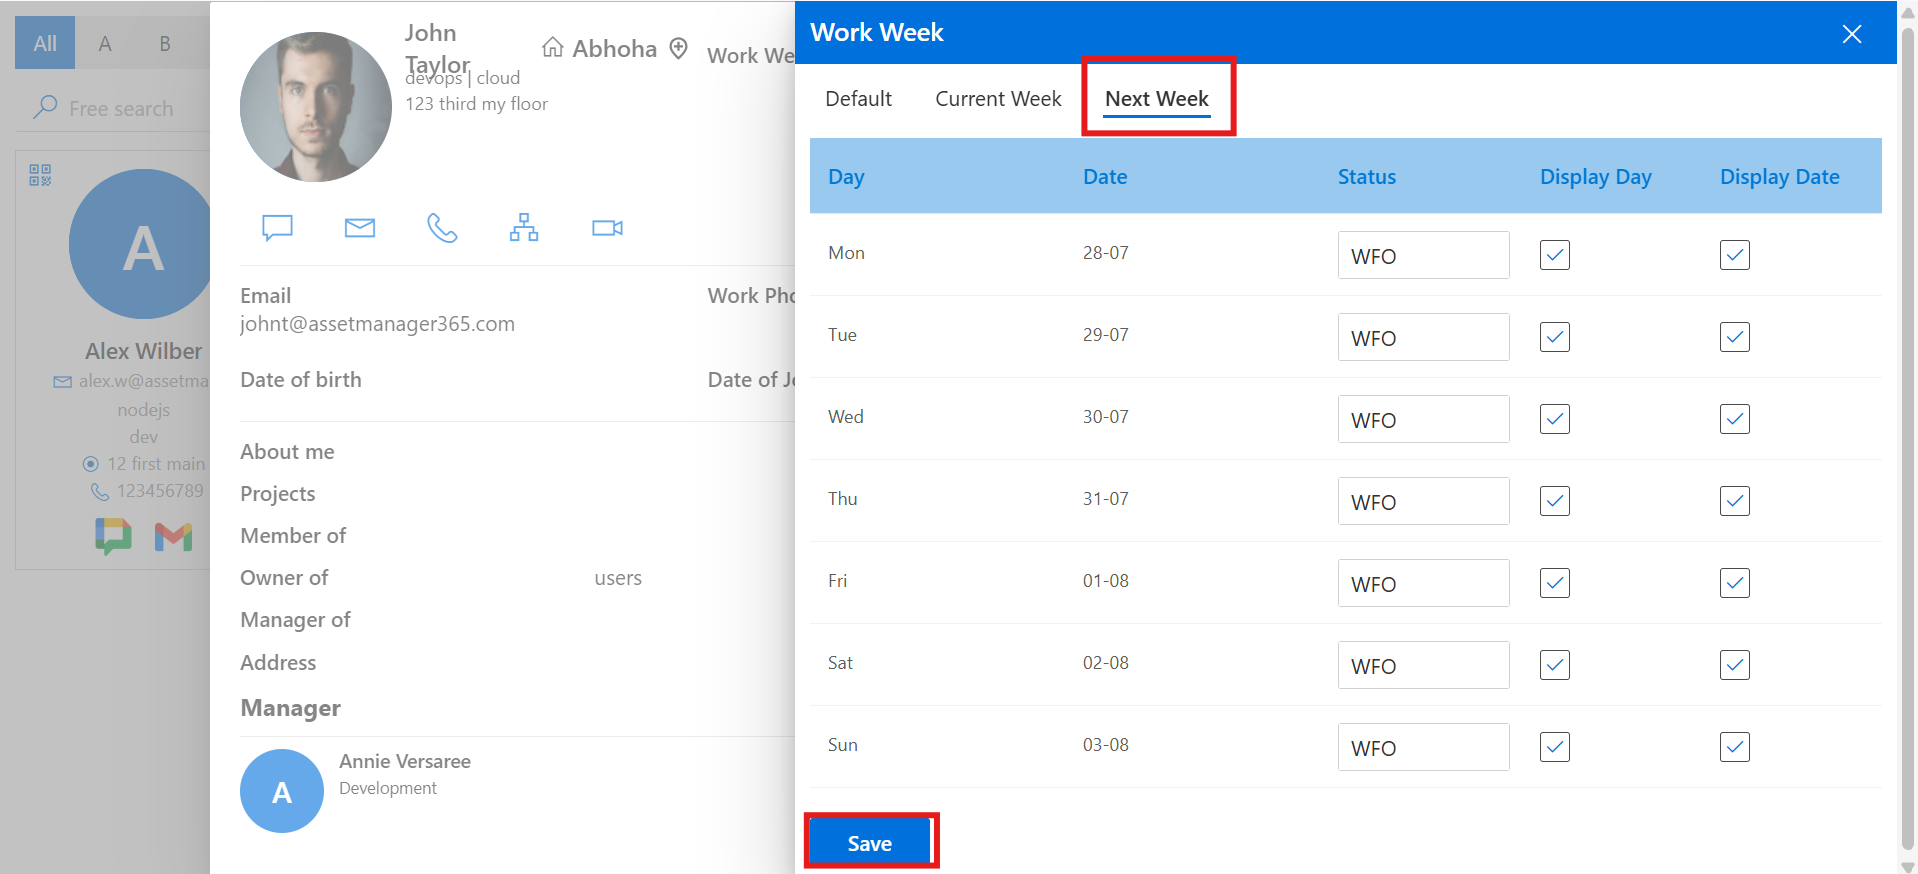 All A B
Free search
A
Alex Wilber
alex.w@assetma
nodejs
dev
12 first main
123456789
John
Taylor
devops | cloud
123 third my floor
Abhoha
Work We
Email
johnt@assetmanager365.com
Work Pho
Date of birth
Date of Jo
About me
Projects
Member of
Owner of users
Manager of
Address
Manager
A
Annie Versaree
Development
Work Week
Default Current Week Next Week
Day Date Status Display Day Display Date
Mon 28-07 WFO
Tue 29-07 WFO
Wed 30-07 WFO
Thu 31-07 WFO
Fri 01-08 WFO
Sat 02-08 WFO
Sun 03-08 WFO
Save